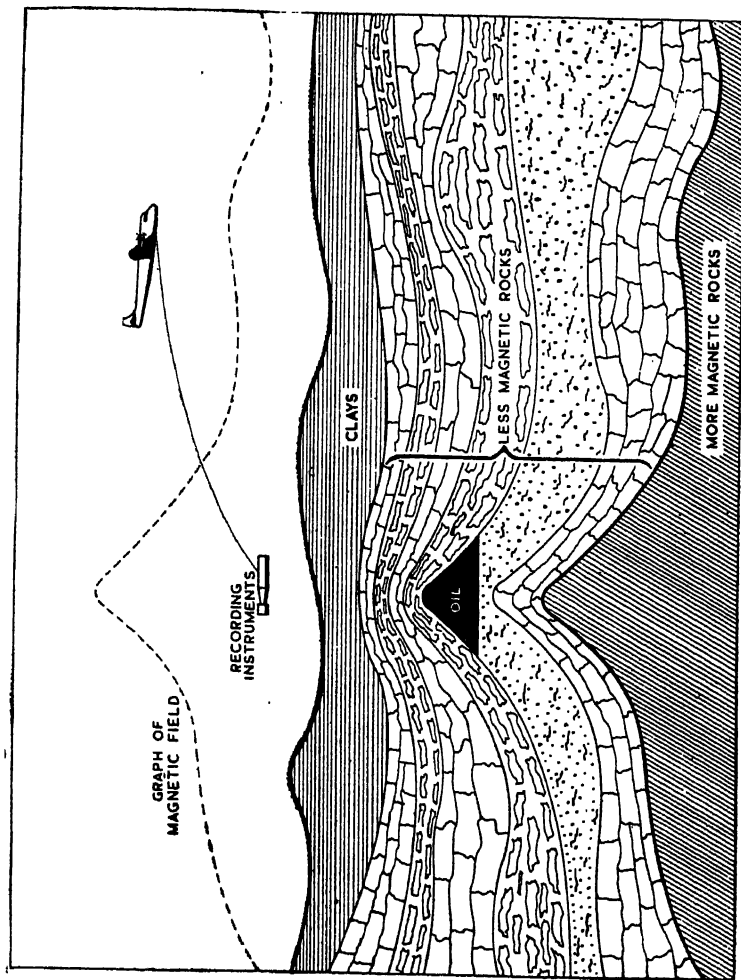 GRAPH OF
MAGNETIC FIELD
RECORDING
INSTRUMENTS
CLAYS
OIL
LESS MAGNETIC ROCKS
MORE MAGNETIC ROCKS